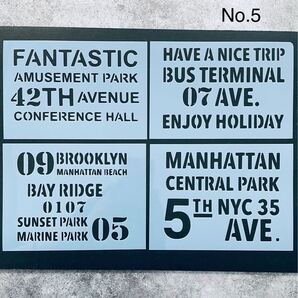 No.5
FANTASTIC
AMUSEMENT PARK
42TH AVENUE
CONFERENCE HALL
HAVE A NICE TRIP
BUS TERMINAL
07 AVE.
ENJOY HOLIDAY
09 BROOKLYN
MANHATTAN BEACH
BAY RIDGE
0107
SUNSET PARK
MARINE PARK 05
MANHATTAN
CENTRAL PARK
5TH NYC 35
AVE.